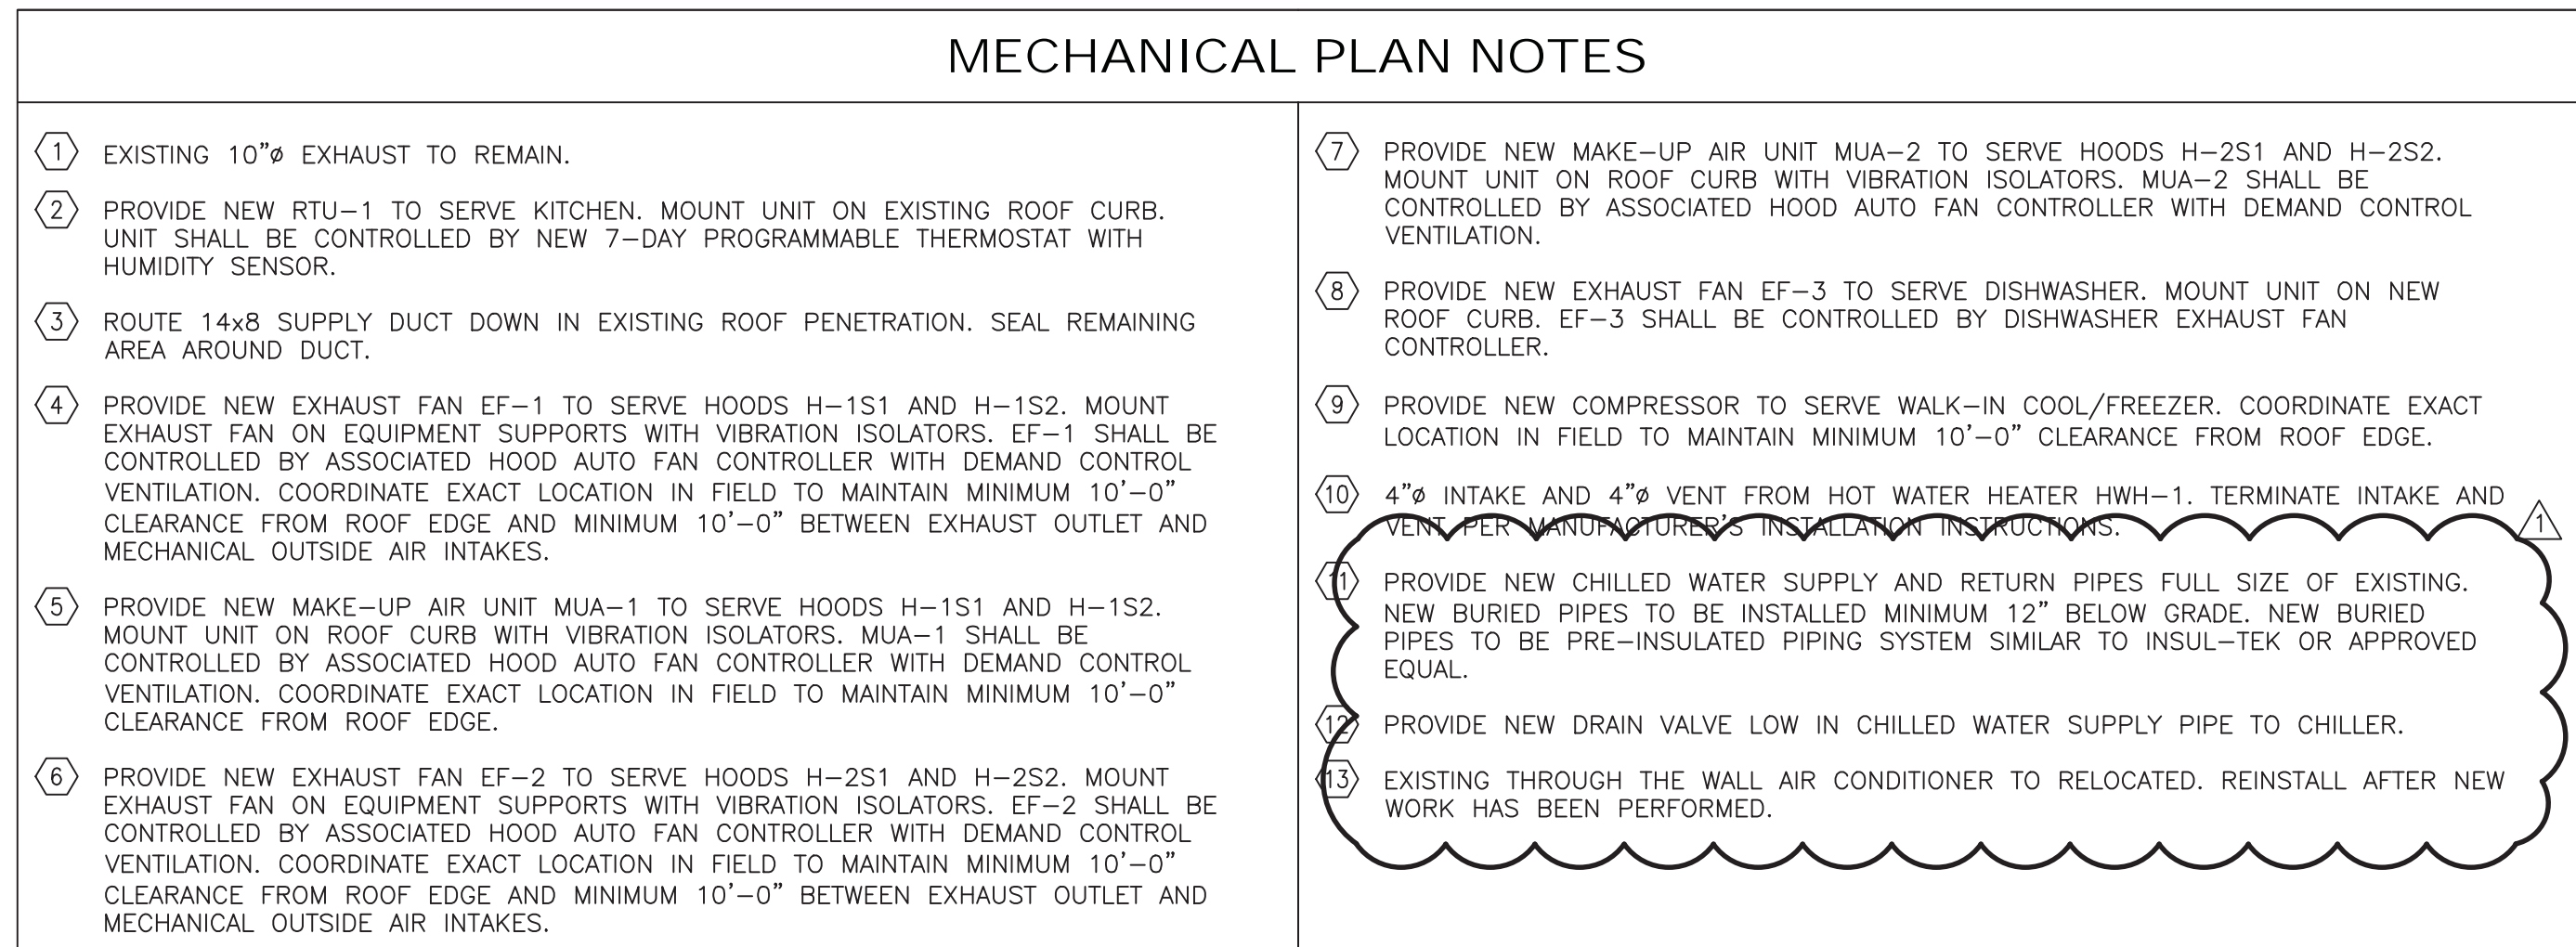 MECHANICAL PLAN NOTES
1 EXISTING 10"ø EXHAUST TO REMAIN.
2 PROVIDE NEW RTU-1 TO SERVE KITCHEN. MOUNT UNIT ON EXISTING ROOF CURB.
UNIT SHALL BE CONTROLLED BY NEW 7-DAY PROGRAMMABLE THERMOSTAT WITH
HUMIDITY SENSOR.
3 ROUTE 14x8 SUPPLY DUCT DOWN IN EXISTING ROOF PENETRATION. SEAL REMAINING
AREA AROUND DUCT.
4 PROVIDE NEW EXHAUST FAN EF-1 TO SERVE HOODS H-1S1 AND H-1S2. MOUNT
EXHAUST FAN ON EQUIPMENT SUPPORTS WITH VIBRATION ISOLATORS. EF-1 SHALL BE
CONTROLLED BY ASSOCIATED HOOD AUTO FAN CONTROLLER WITH DEMAND CONTROL
VENTILATION. COORDINATE EXACT LOCATION IN FIELD TO MAINTAIN MINIMUM 10'-0"
CLEARANCE FROM ROOF EDGE AND MINIMUM 10'-0" BETWEEN EXHAUST OUTLET AND
MECHANICAL OUTSIDE AIR INTAKES.
5 PROVIDE NEW MAKE-UP AIR UNIT MUA-1 TO SERVE HOODS H-1S1 AND H-1S2.
MOUNT UNIT ON ROOF CURB WITH VIBRATION ISOLATORS. MUA-1 SHALL BE
CONTROLLED BY ASSOCIATED HOOD AUTO FAN CONTROLLER WITH DEMAND CONTROL
VENTILATION. COORDINATE EXACT LOCATION IN FIELD TO MAINTAIN MINIMUM 10'-0"
CLEARANCE FROM ROOF EDGE.
6 PROVIDE NEW EXHAUST FAN EF-2 TO SERVE HOODS H-2S1 AND H-2S2. MOUNT
EXHAUST FAN ON EQUIPMENT SUPPORTS WITH VIBRATION ISOLATORS. EF-2 SHALL BE
CONTROLLED BY ASSOCIATED HOOD AUTO FAN CONTROLLER WITH DEMAND CONTROL
VENTILATION. COORDINATE EXACT LOCATION IN FIELD TO MAINTAIN MINIMUM 10'-0"
CLEARANCE FROM ROOF EDGE AND MINIMUM 10'-0" BETWEEN EXHAUST OUTLET AND
MECHANICAL OUTSIDE AIR INTAKES.
7 PROVIDE NEW MAKE-UP AIR UNIT MUA-2 TO SERVE HOODS H-2S1 AND H-2S2.
MOUNT UNIT ON ROOF CURB WITH VIBRATION ISOLATORS. MUA-2 SHALL BE
CONTROLLED BY ASSOCIATED HOOD AUTO FAN CONTROLLER WITH DEMAND CONTROL
VENTILATION.
8 PROVIDE NEW EXHAUST FAN EF-3 TO SERVE DISHWASHER. MOUNT UNIT ON NEW
ROOF CURB. EF-3 SHALL BE CONTROLLED BY DISHWASHER EXHAUST FAN
CONTROLLER.
9 PROVIDE NEW COMPRESSOR TO SERVE WALK-IN COOL/FREEZER. COORDINATE EXACT
LOCATION IN FIELD TO MAINTAIN MINIMUM 10'-0" CLEARANCE FROM ROOF EDGE.
10 4"ø INTAKE AND 4"ø VENT FROM HOT WATER HEATER HWH-1. TERMINATE INTAKE AND
VENT PER MANUFACTURER'S INSTALLATION INSTRUCTIONS.
1
11 PROVIDE NEW CHILLED WATER SUPPLY AND RETURN PIPES FULL SIZE OF EXISTING.
NEW BURIED PIPES TO BE INSTALLED MINIMUM 12" BELOW GRADE. NEW BURIED
PIPES TO BE PRE-INSULATED PIPING SYSTEM SIMILAR TO INSUL-TEK OR APPROVED
EQUAL.
12 PROVIDE NEW DRAIN VALVE LOW IN CHILLED WATER SUPPLY PIPE TO CHILLER.
13 EXISTING THROUGH THE WALL AIR CONDITIONER TO RELOCATED. REINSTALL AFTER NEW
WORK HAS BEEN PERFORMED.